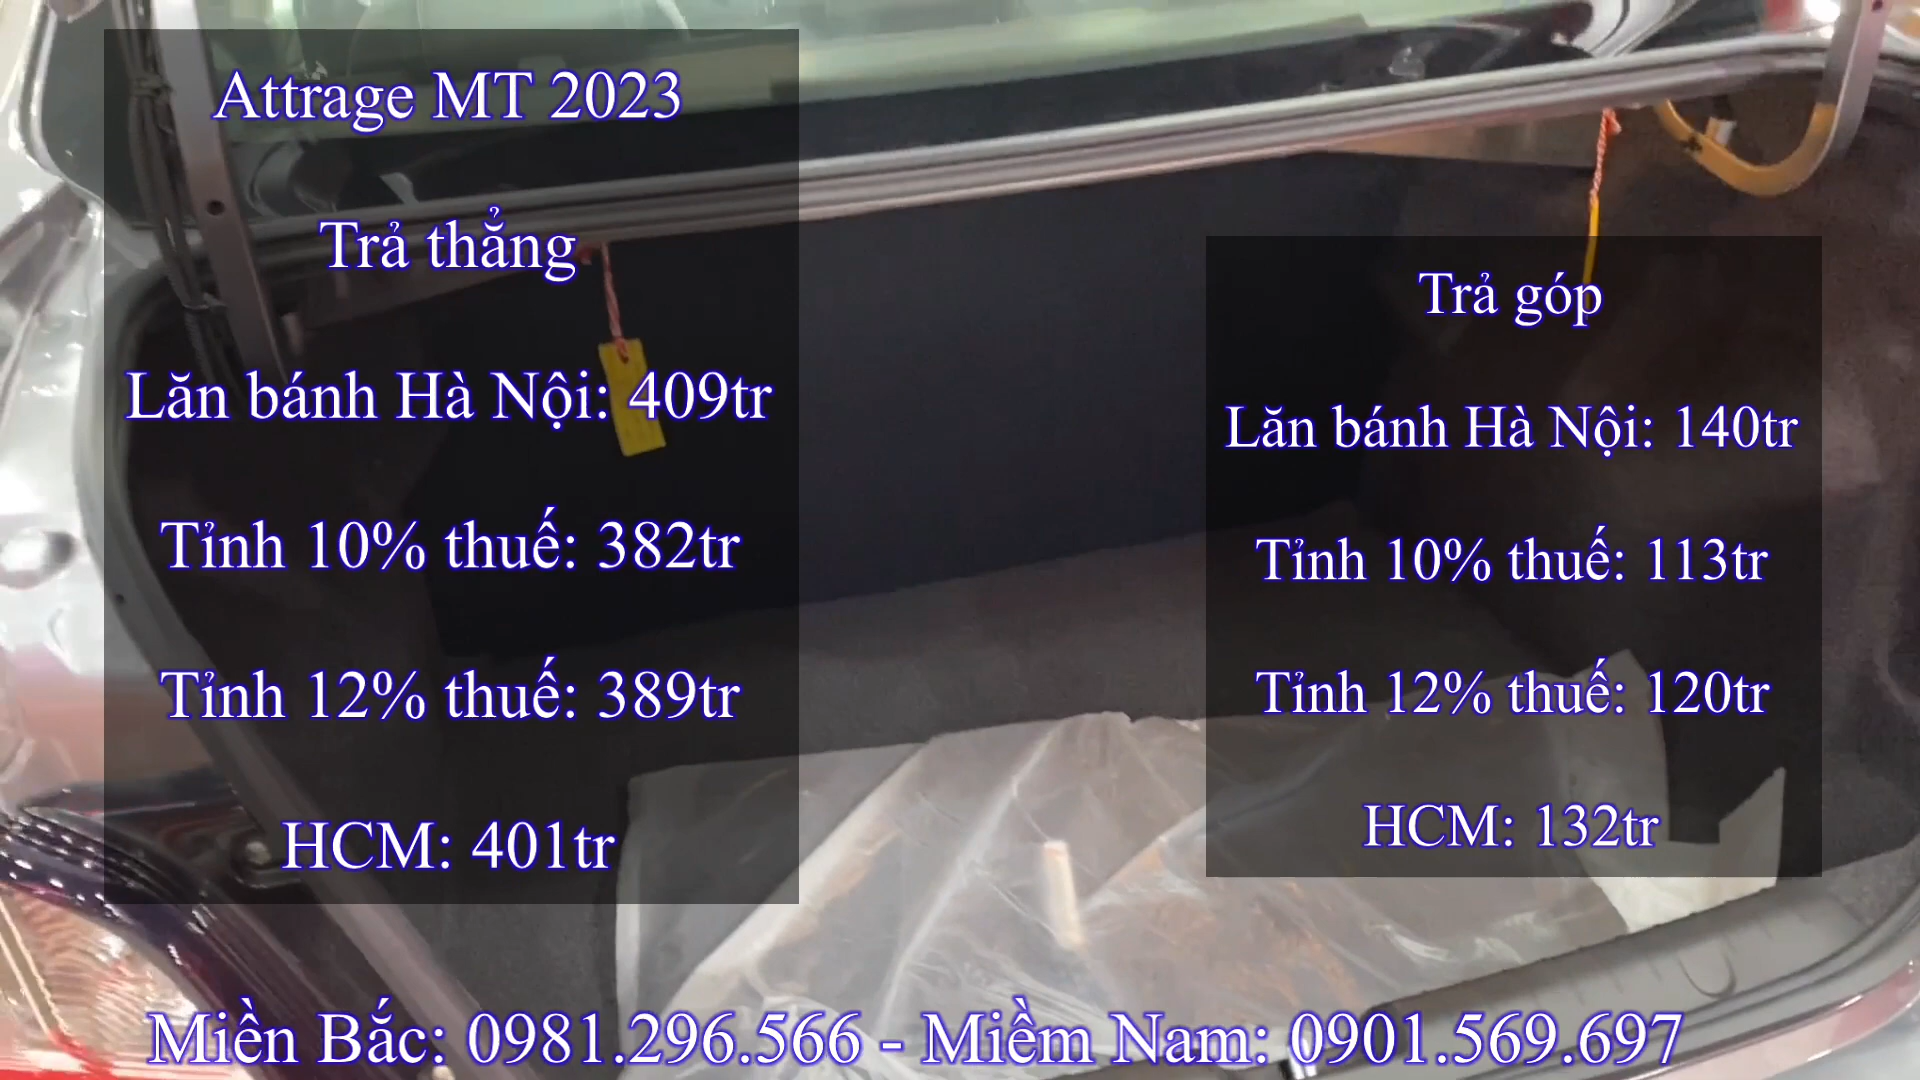 Attrage MT 2023
Trả thẳng
Lăn bánh Hà Nội: 409tr
Tỉnh 10% thuế: 382tr
Tỉnh 12% thuế: 389tr
HCM: 401tr
Trả góp
Lăn bánh Hà Nội: 140tr
Tỉnh 10% thuế: 113tr
Tỉnh 12% thuế: 120tr
HCM: 132tr
Miền Bắc: 0981.296.566 - Miềm Nam: 0901.569.697